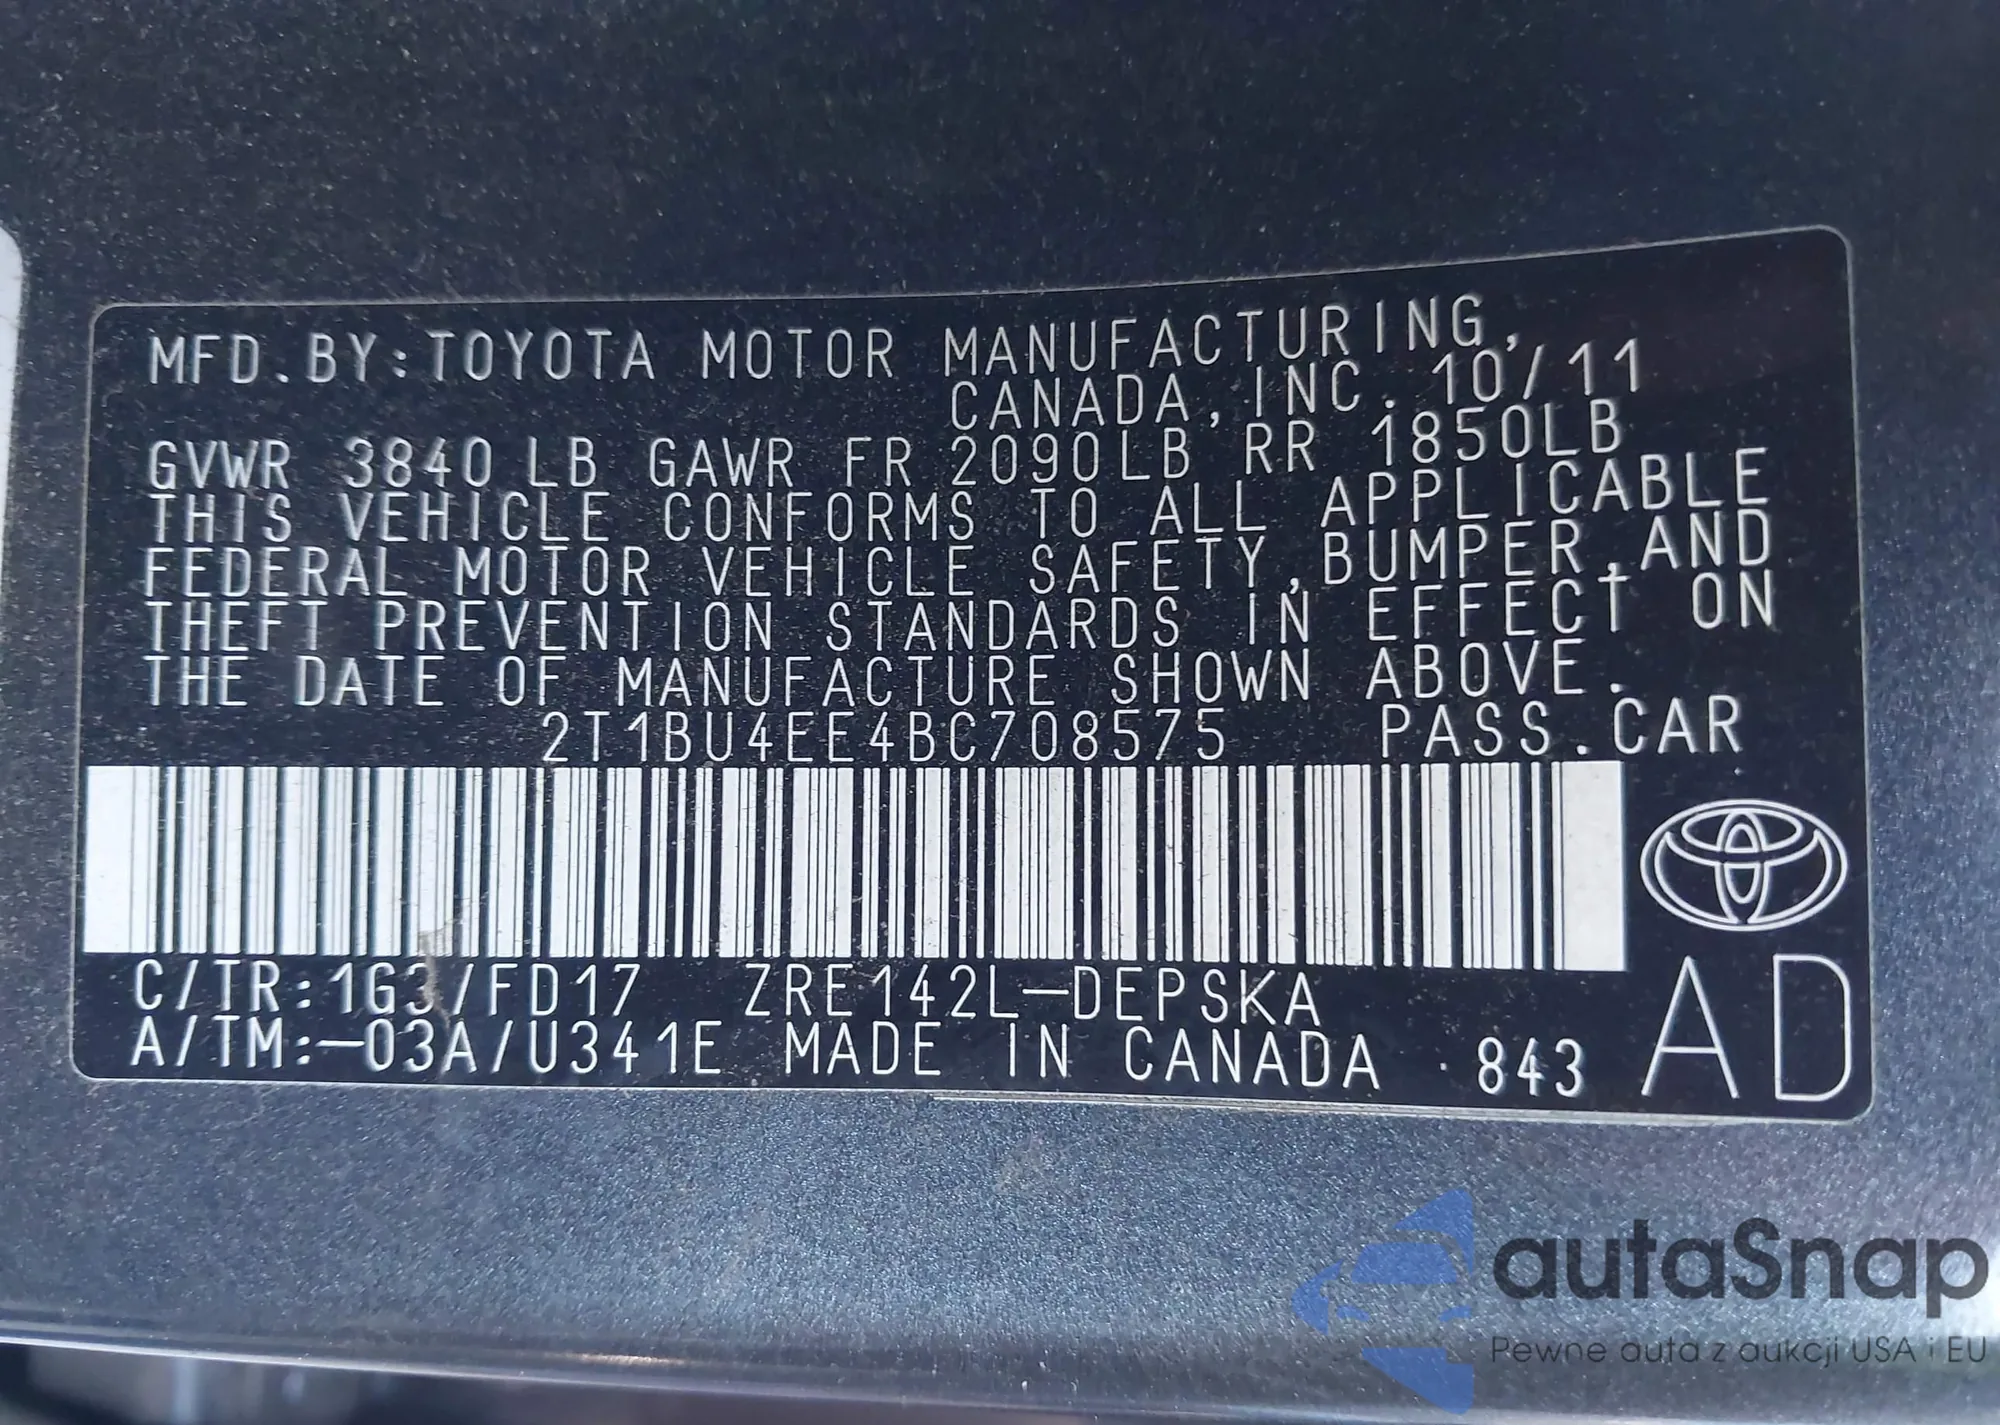 MFD.BY:TOYOTA MOTOR MANUFACTURING,
CANADA,INC. 10/11
GVWR 3840 LB GAWR FR 2090LB RR 1850LB
THIS VEHICLE CONFORMS TO ALL APPLICABLE
FEDERAL MOTOR VEHICLE SAFETY,BUMPER,AND
THEFT PREVENTION STANDARDS IN EFFECT ON
THE DATE OF MANUFACTURE SHOWN ABOVE.
2T1BU4EE4BC708575 PASS.CAR
C/TR:1G3/FD17 ZRE142L-DEPSKA
A/TM:-03A/U341E MADE IN CANADA 843
AD
autaSnap
Pewne auta z aukcji USA i EU